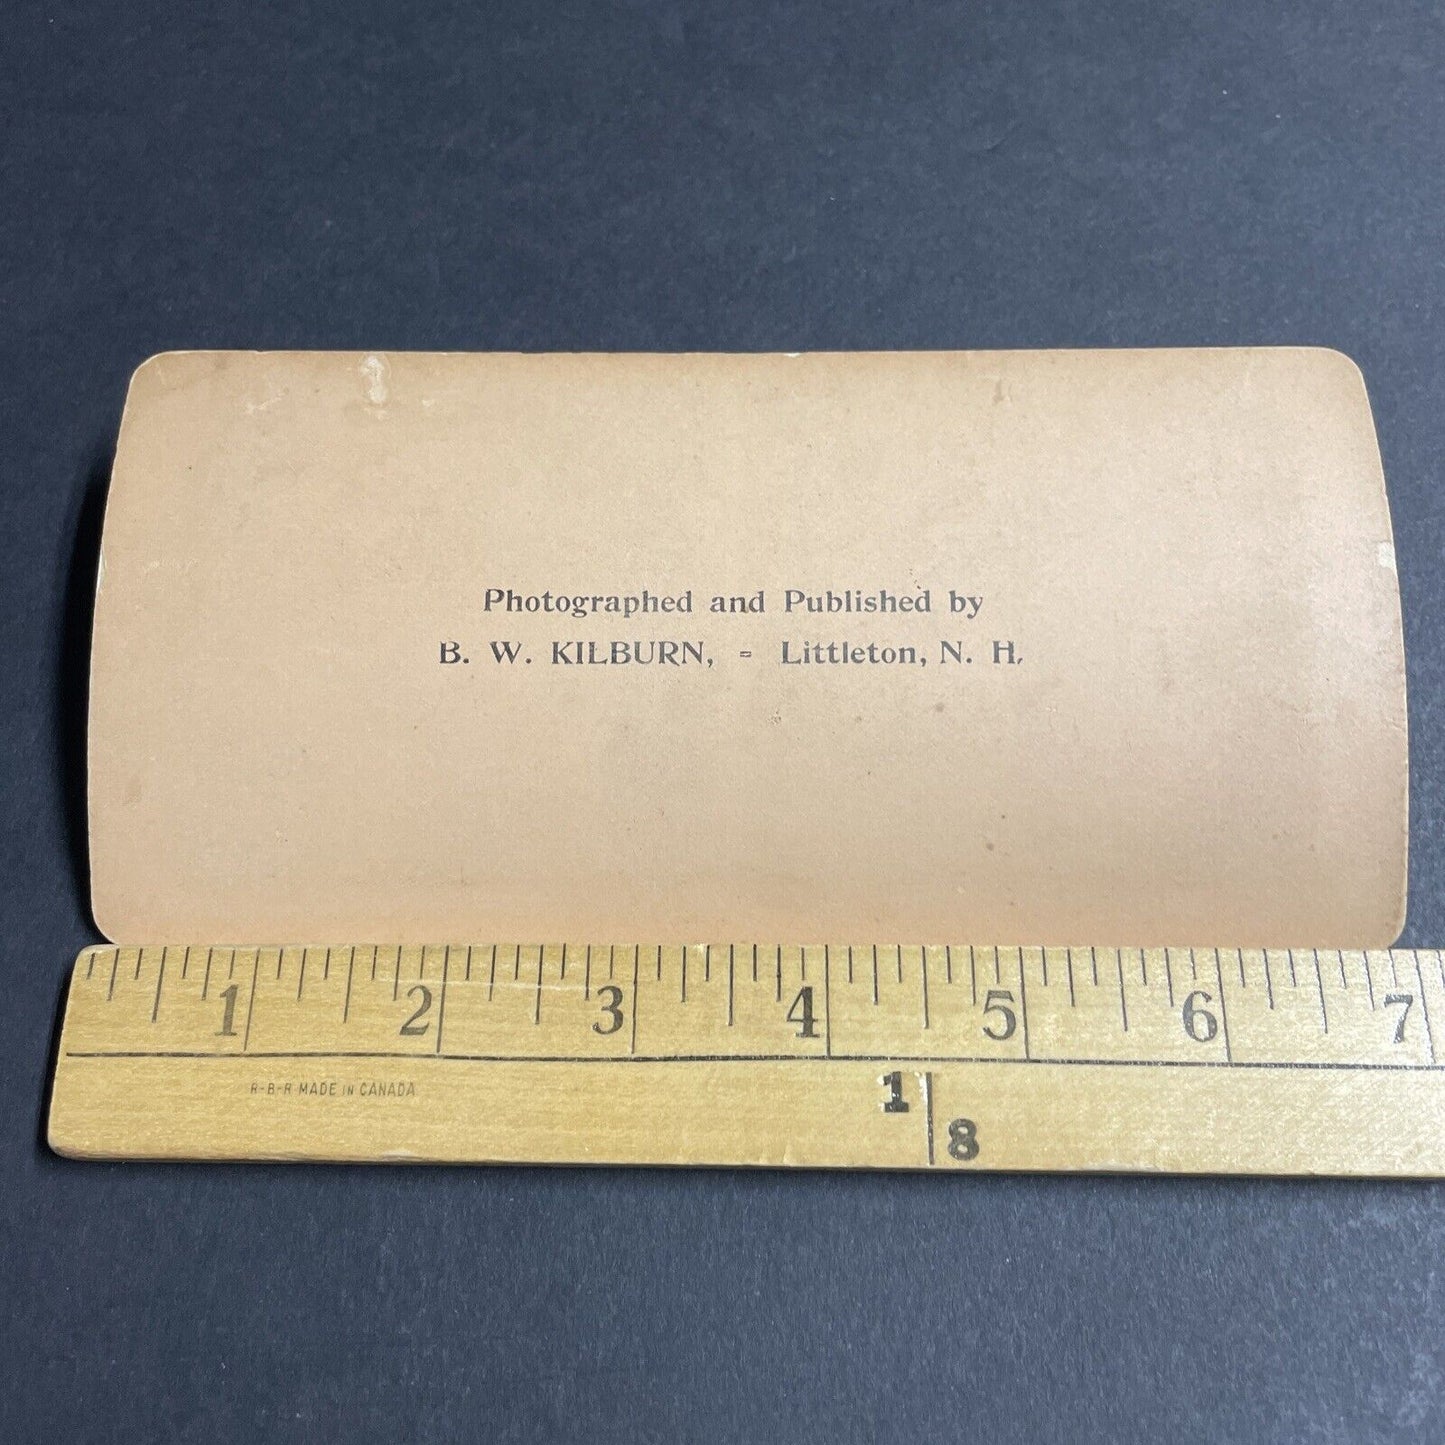 Photographed and Published by
B. W. KILBURN, = Littleton, N. H.
1 2 3 4 5 6 7
R-B-R MADE IN CANADA
1 8